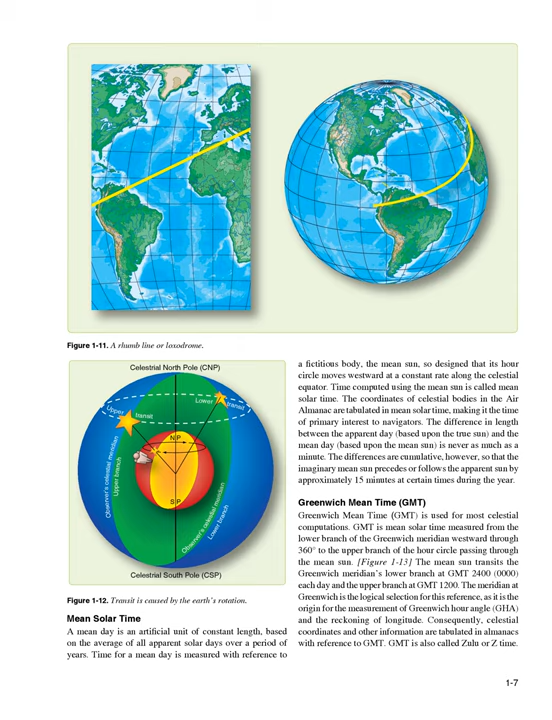 Figure 1-11. A rhumb line or loxodrome.
Celestial North Pole (CNP)
Lower transit
Upper transit
N P
S P
Observer's celestial meridian
Upper branch
Observer's celestial meridian
Lower branch
Celestial South Pole (CSP)
Figure 1-12. Transit is caused by the earth's rotation.
Mean Solar Time
A mean day is an artificial unit of constant length, based
on the average of all apparent solar days over a period of
years. Time for a mean day is measured with reference to
a fictitious body, the mean sun, so designed that its hour
circle moves westward at a constant rate along the celestial
equator. Time computed using the mean sun is called mean
solar time. The coordinates of celestial bodies in the Air
Almanac are tabulated in mean solar time, making it the time
of primary interest to navigators. The difference in length
between the apparent day (based upon the true sun) and the
mean day (based upon the mean sun) is never as much as a
minute. The differences are cumulative, however, so that the
imaginary mean sun precedes or follows the apparent sun by
approximately 15 minutes at certain times during the year.
Greenwich Mean Time (GMT)
Greenwich Mean Time (GMT) is used for most celestial
computations. GMT is mean solar time measured from the
lower branch of the Greenwich meridian westward through
360° to the upper branch of the hour circle passing through
the mean sun. [Figure 1-13] The mean sun transits the
Greenwich meridian's lower branch at GMT 2400 (0000)
each day and the upper branch at GMT 1200. The meridian at
Greenwich is the logical selection for this reference, as it is the
origin for the measurement of Greenwich hour angle (GHA)
and the reckoning of longitude. Consequently, celestial
coordinates and other information are tabulated in almanacs
with reference to GMT. GMT is also called Zulu or Z time.
1-7